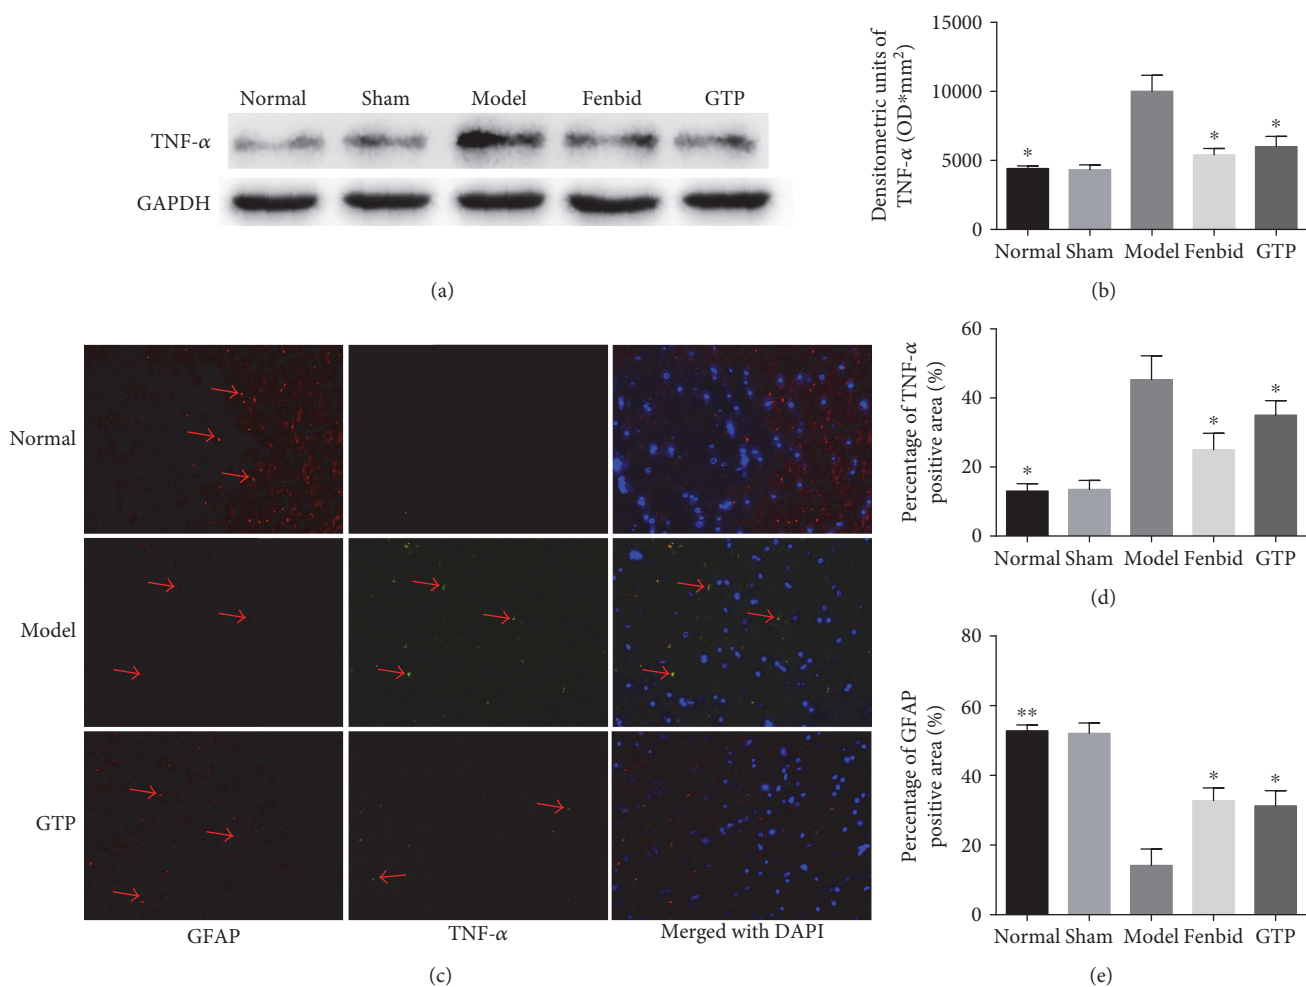 Normal Sham Model Fenbid GTP
TNF-α
GAPDH
(a)
Densitometric units of
TNF-α (OD*mm²)
15000
10000
5000
0
* * *
Normal Sham Model Fenbid GTP
(b)
Normal
Model
GTP
GFAP TNF-α Merged with DAPI
(c)
Percentage of TNF-α
positive area (%)
60
40
20
0
* * *
Normal Sham Model Fenbid GTP
(d)
Percentage of GFAP
positive area (%)
80
60
40
20
0
** * *
Normal Sham Model Fenbid GTP
(e)